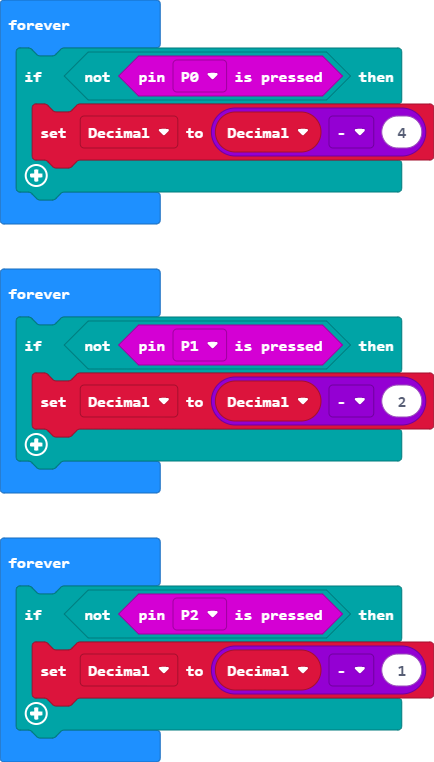 forever
if not pin P0 is pressed then
set Decimal to Decimal - 4
forever
if not pin P1 is pressed then
set Decimal to Decimal - 2
forever
if not pin P2 is pressed then
set Decimal to Decimal - 1